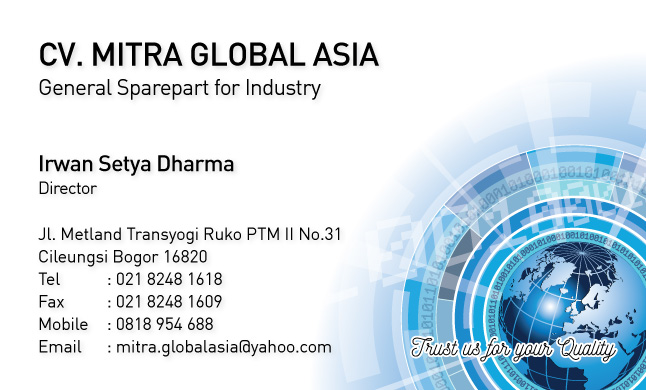 CV. MITRA GLOBAL ASIA
General Sparepart for Industry
Irwan Setya Dharma
Director
Jl. Metland Transyogi Ruko PTM II No.31
Cileungsi Bogor 16820
Tel : 021 8248 1618
Fax : 021 8248 1609
Mobile : 0818 954 688
Email : mitra.globalasia@yahoo.com
Trust us for your Quality